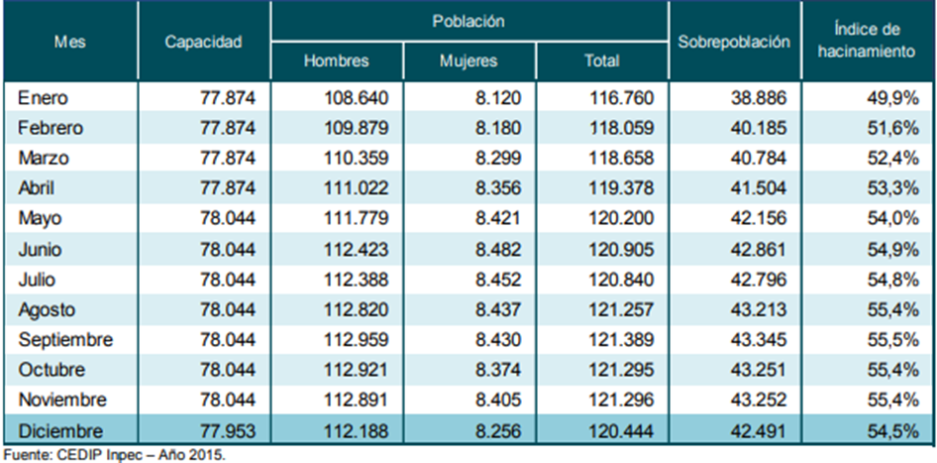 Mes Capacidad Población Sobrepoblación Índice de hacinamiento
Hombres Mujeres Total
Enero 77.874 108.640 8.120 116.760 38.886 49,9%
Febrero 77.874 109.879 8.180 118.059 40.185 51,6%
Marzo 77.874 110.359 8.299 118.658 40.784 52,4%
Abril 77.874 111.022 8.356 119.378 41.504 53,3%
Mayo 78.044 111.779 8.421 120.200 42.156 54,0%
Junio 78.044 112.423 8.482 120.905 42.861 54,9%
Julio 78.044 112.388 8.452 120.840 42.796 54,8%
Agosto 78.044 112.820 8.437 121.257 43.213 55,4%
Septiembre 78.044 112.959 8.430 121.389 43.345 55,5%
Octubre 78.044 112.921 8.374 121.295 43.251 55,4%
Noviembre 78.044 112.891 8.405 121.296 43.252 55,4%
Diciembre 77.953 112.188 8.256 120.444 42.491 54,5%
Fuente: CEDIP Inpec – Año 2015.